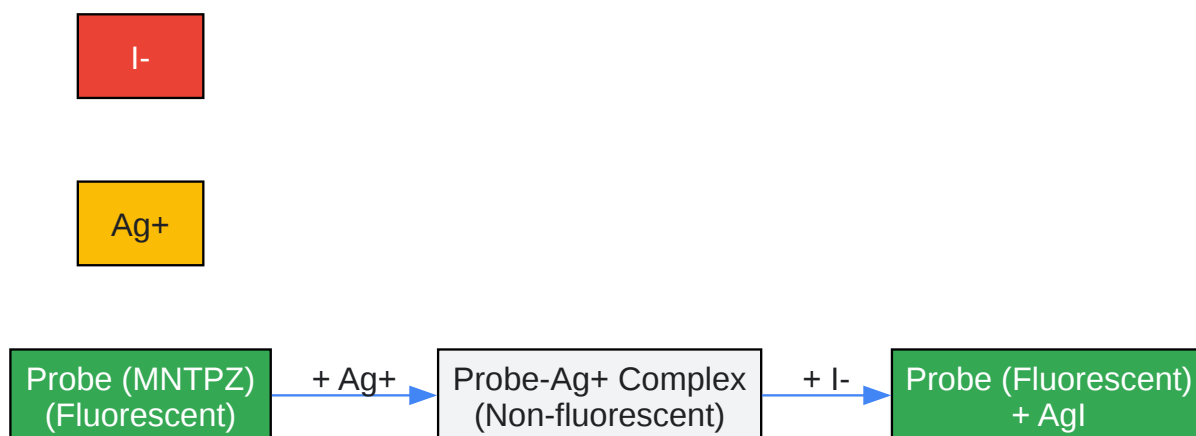 I-
Ag+
Probe (MNTPZ)
(Fluorescent)
+ Ag+
Probe-Ag+ Complex
(Non-fluorescent)
+ I-
Probe (Fluorescent)
+ AgI